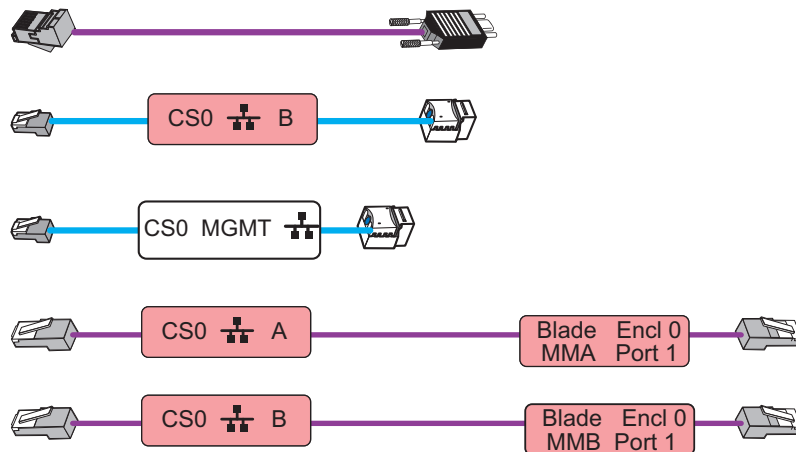 CS0 B
CS0 MGMT
CS0 A
Blade Encl 0
MMA Port 1
CS0 B
Blade Encl 0
MMB Port 1